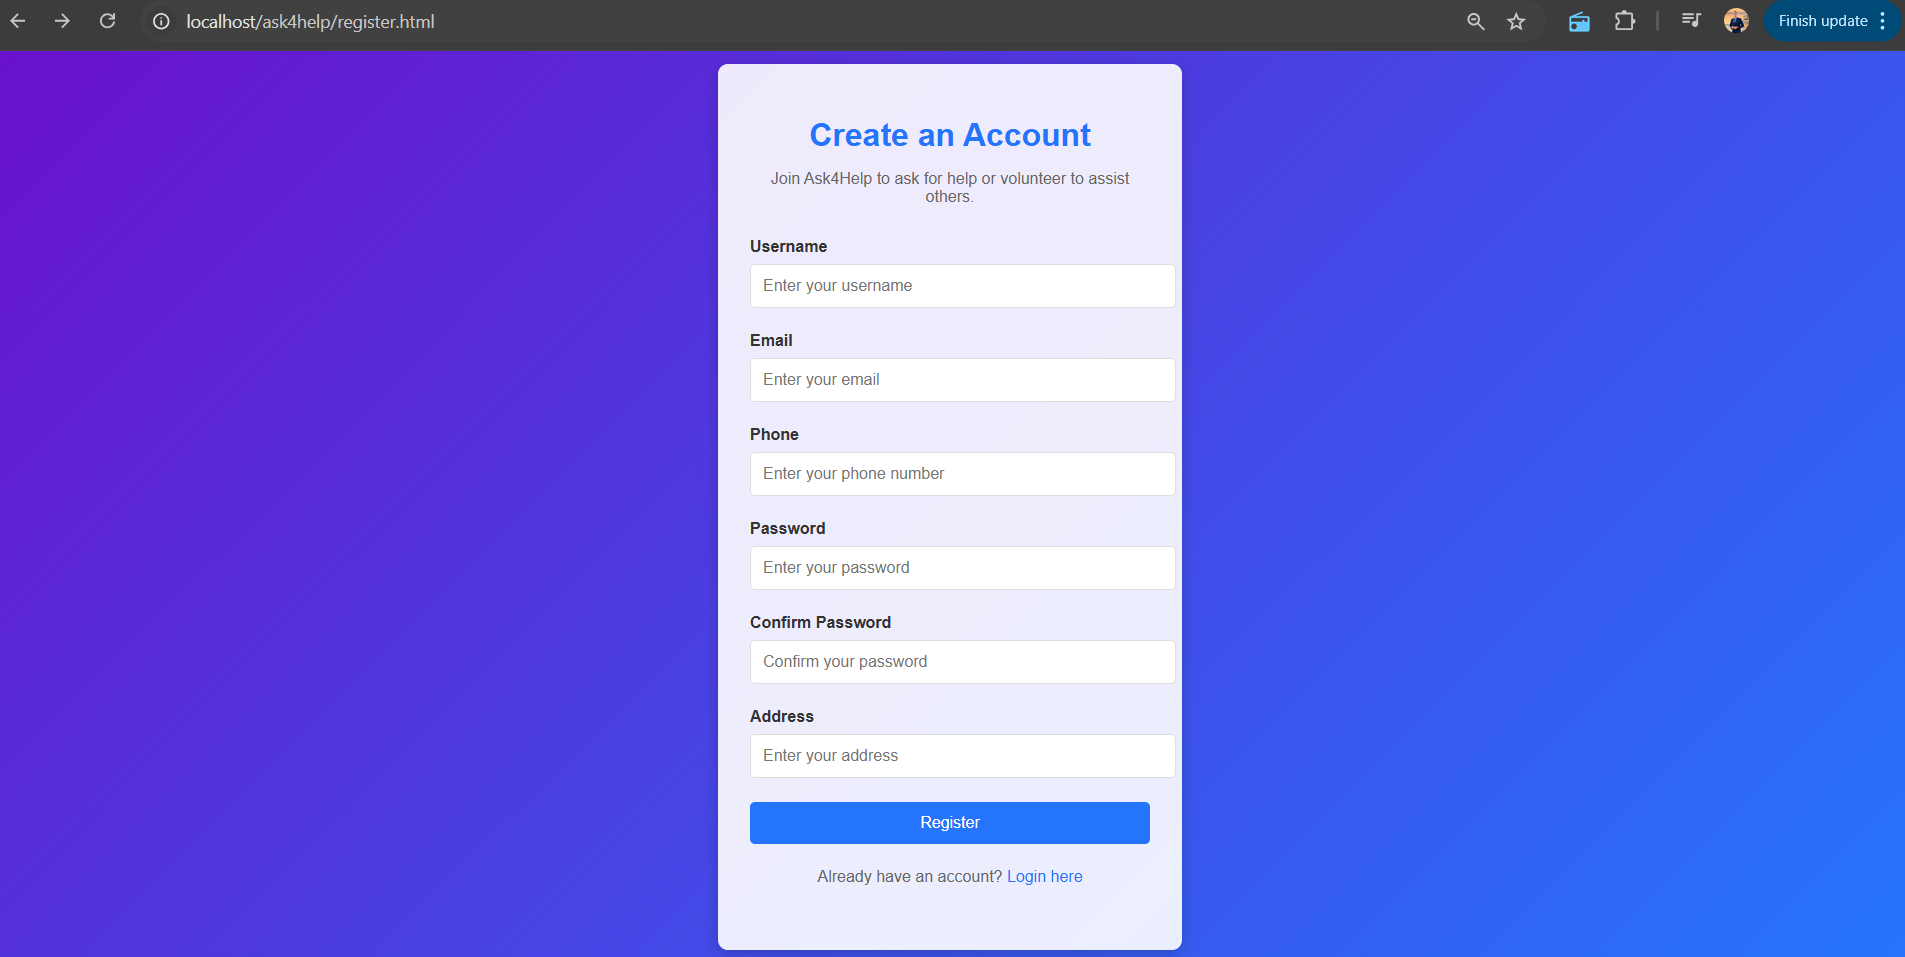 localhost/ask4help/register.html
Finish update
Create an Account
Join Ask4Help to ask for help or volunteer to assist
others.
Username
Enter your username
Email
Enter your email
Phone
Enter your phone number
Password
Enter your password
Confirm Password
Confirm your password
Address
Enter your address
Register
Already have an account? Login here